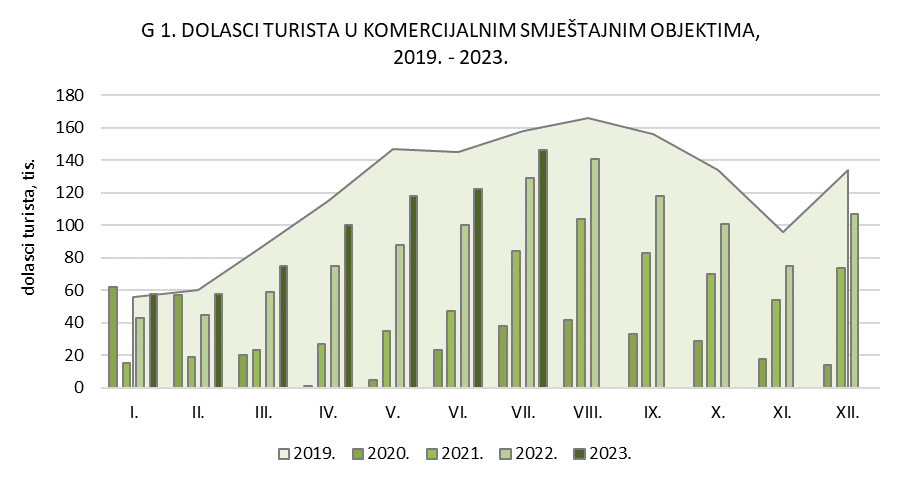 G 1. DOLASCI TURISTA U KOMERCIJALNIM SMJEŠTAJNIM OBJEKTIMA,
2019. - 2023.
dolasci turista, tis.
180
160
140
120
100
80
60
40
20
0
I. II. III. IV. V. VI. VII. VIII. IX. X. XI. XII.
2019. 2020. 2021. 2022. 2023.